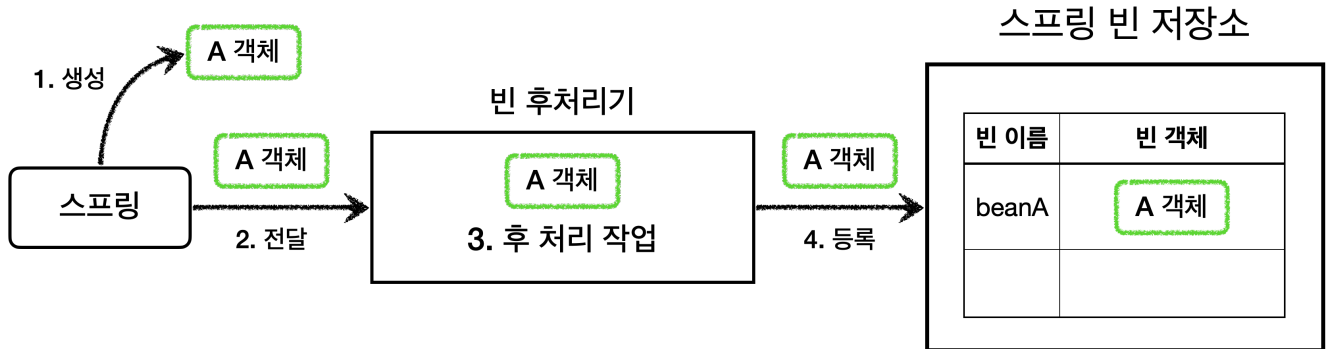 스프링 빈 저장소
A 객체
1. 생성
빈 후처리기
A 객체
A 객체
A 객체
스프링
2. 전달
3. 후 처리 작업
4. 등록
빈 이름 빈 객체
beanA A 객체